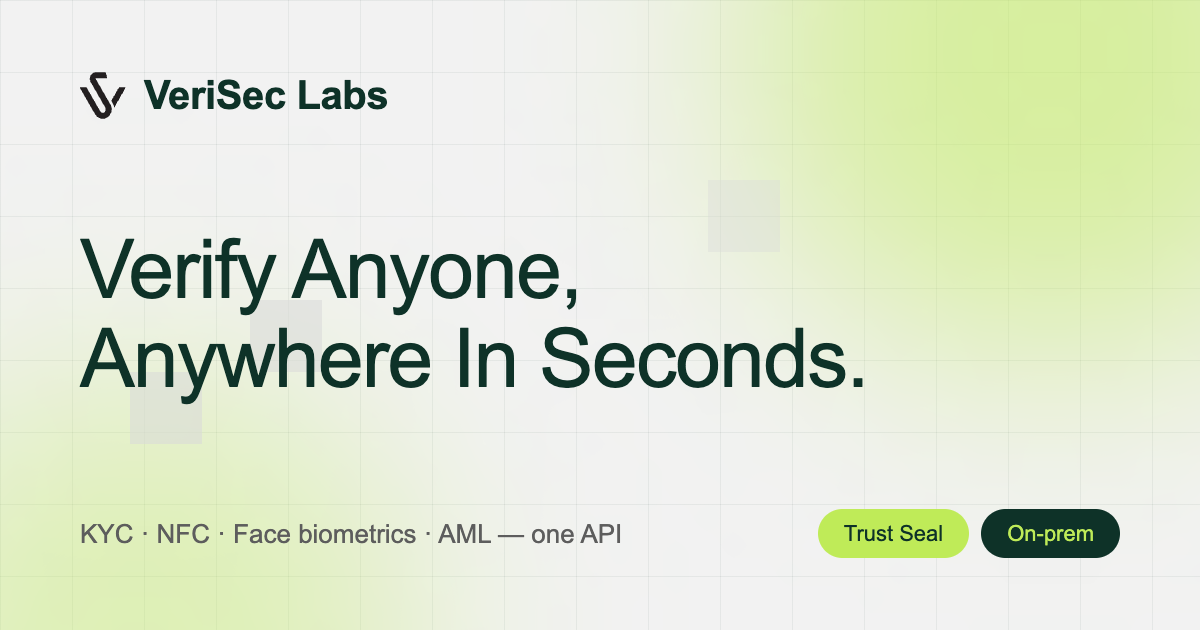 VeriSec Labs
Verify Anyone,
Anywhere In Seconds.
KYC · NFC · Face biometrics · AML — one API
Trust Seal
On-prem